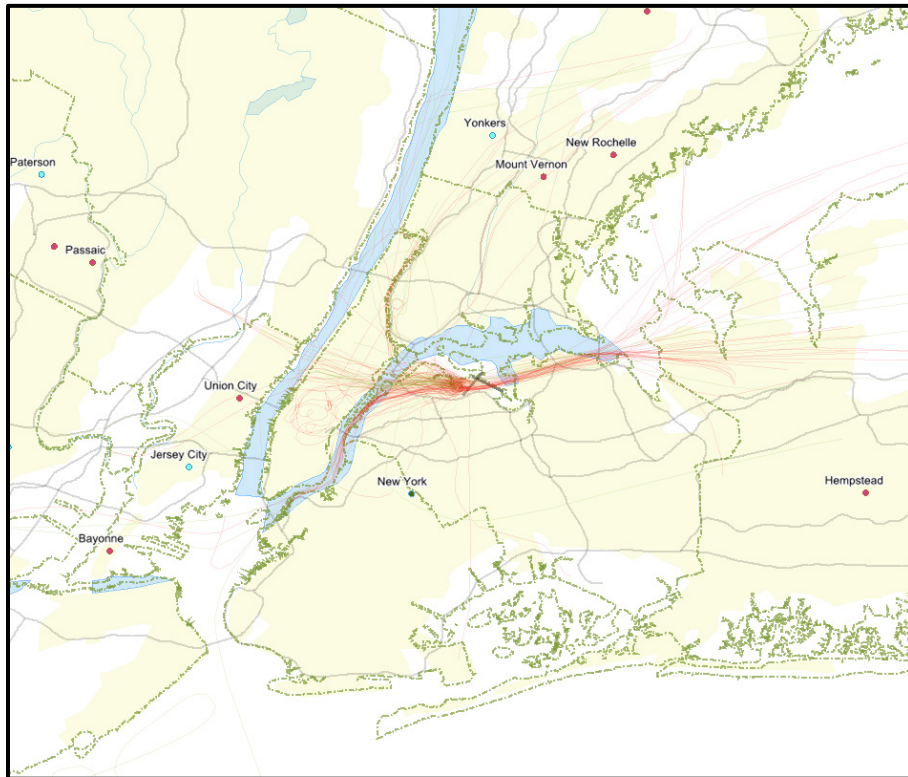 Yonkers
New Rochelle
Mount Vernon
Paterson
Passaic
Union City
Jersey City
New York
Hempstead
Bayonne